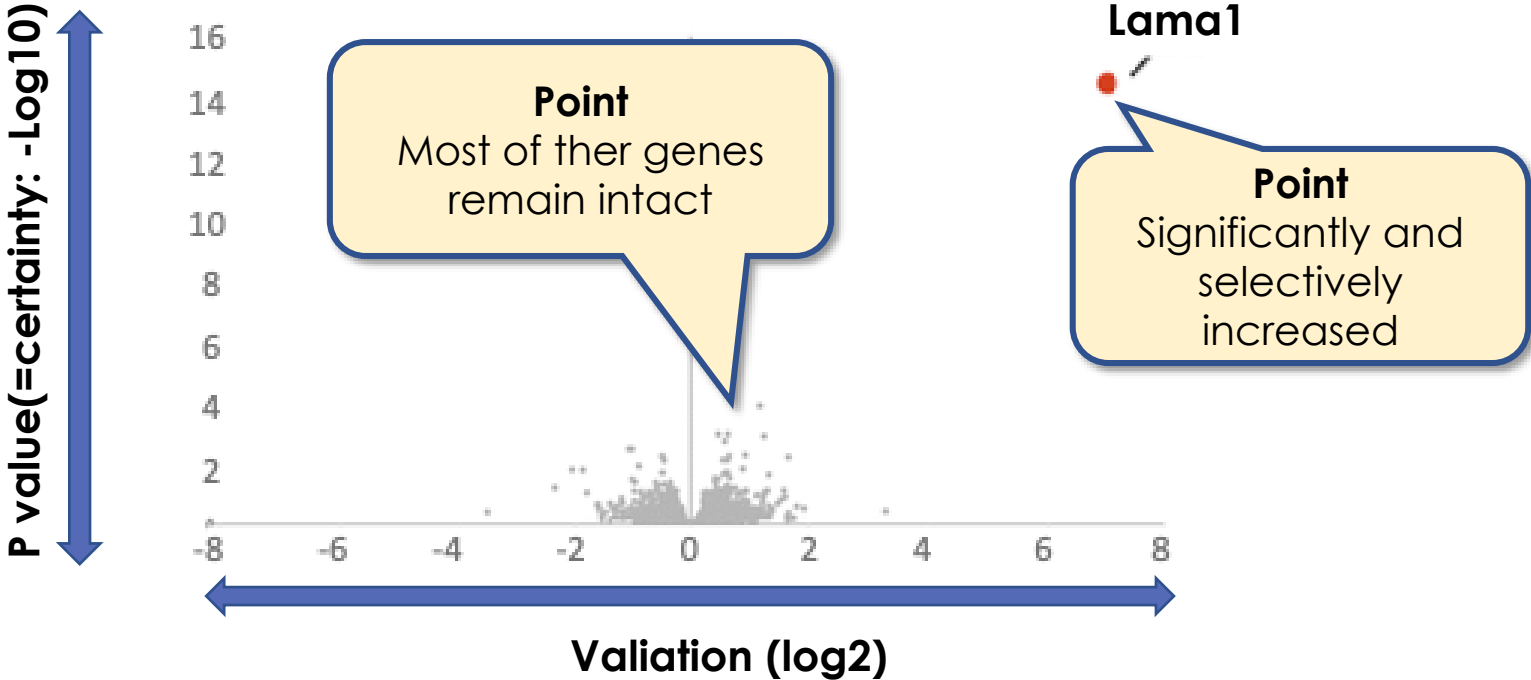 P value(=certainty: -Log10)
16
14
12
10
8
6
4
2
-8
-6
-4
-2
0
2
4
6
8
Valiation (log2)
Point
Most of ther genes
remain intact
Lama1
Point
Significantly and
selectively
increased